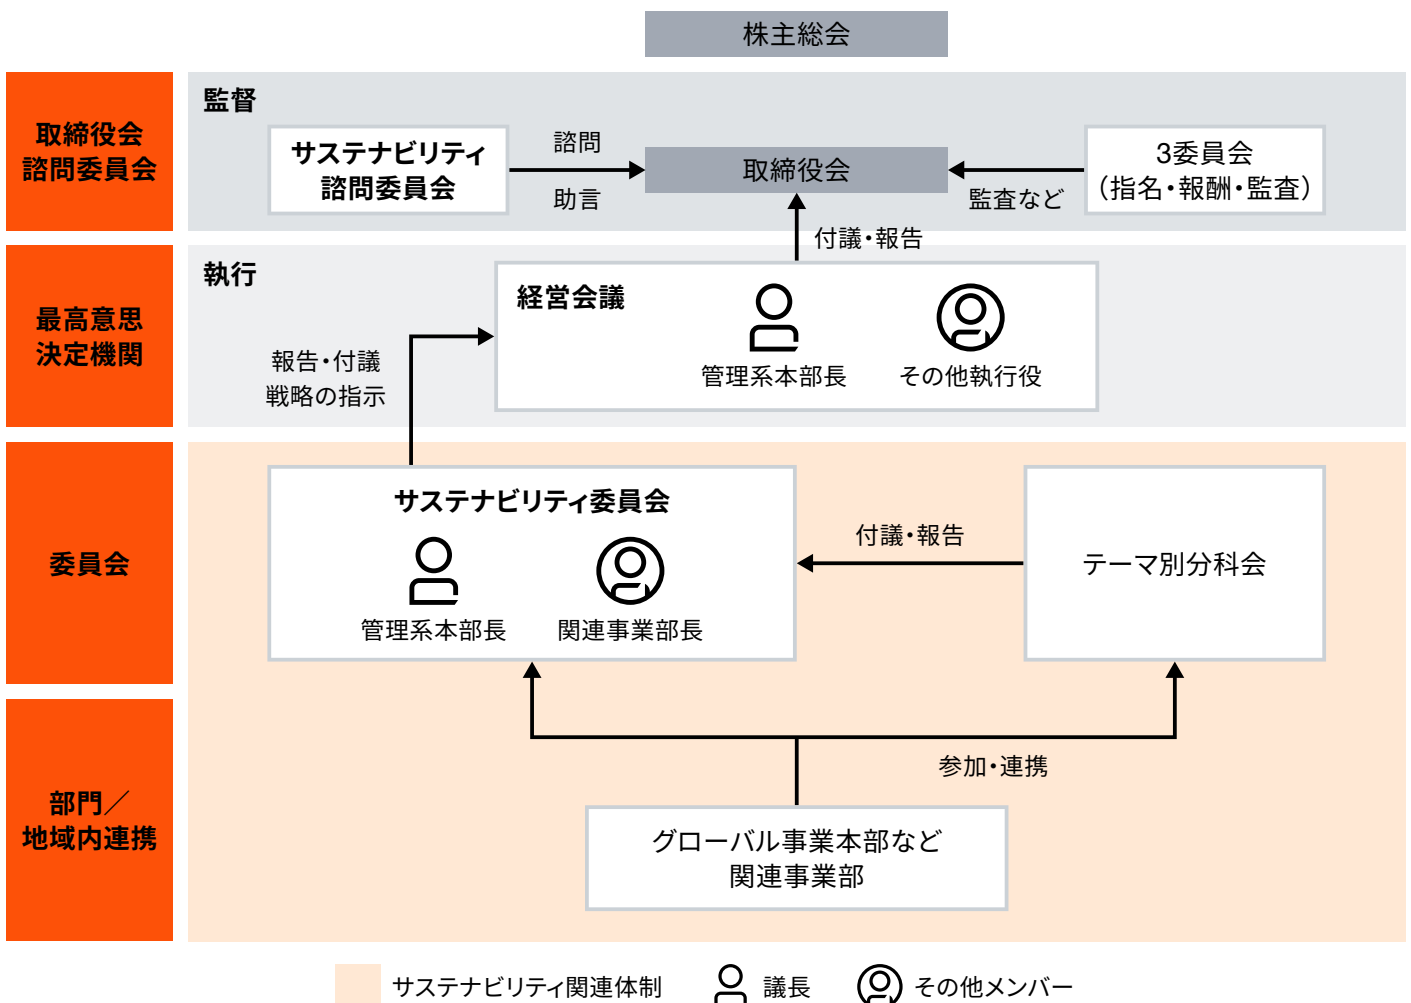 株主総会
取締役会
諮問委員会
監督
サステナビリティ
諮問委員会
諮問
助言
取締役会
監査など
3委員会
（指名・報酬・監査）
付議・報告
最高意思
決定機関
執行
経営会議
管理系本部長
その他執行役
報告・付議
戦略の指示
委員会
サステナビリティ委員会
管理系本部長
関連事業部長
付議・報告
テーマ別分科会
部門／
地域内連携
参加・連携
グローバル事業本部など
関連事業部
サステナビリティ関連体制
議長
その他メンバー